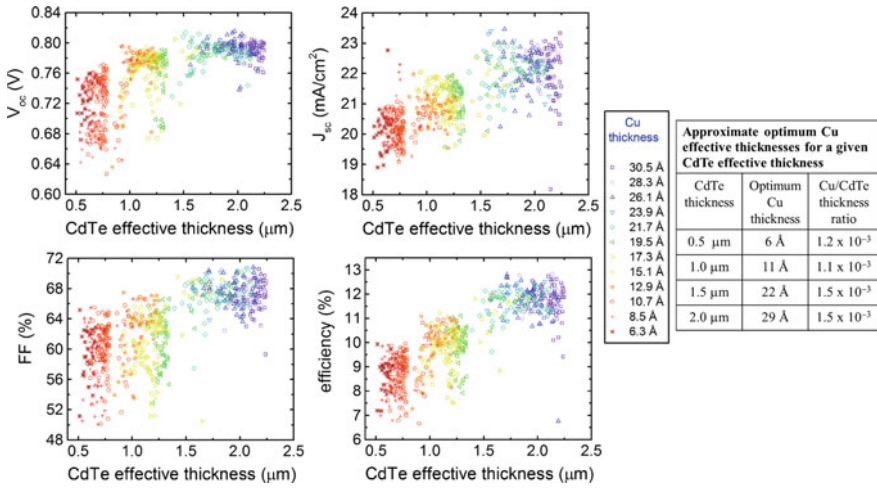 0.84
0.80
0.76
0.72
0.68
0.64
0.60
V_oc (V)
0.5 1.0 1.5 2.0 2.5
CdTe effective thickness (μm)
24
23
22
21
20
19
18
J_sc (mA/cm²)
0.5 1.0 1.5 2.0 2.5
CdTe effective thickness (μm)
72
68
64
60
56
52
48
FF (%)
0.5 1.0 1.5 2.0 2.5
CdTe effective thickness (μm)
13
12
11
10
9
8
7
6
efficiency (%)
0.5 1.0 1.5 2.0 2.5
CdTe effective thickness (μm)
Cu
thickness
30.5 Å
28.3 Å
26.1 Å
23.9 Å
21.7 Å
19.5 Å
17.3 Å
15.1 Å
12.9 Å
10.7 Å
8.5 Å
6.3 Å
Approximate optimum Cu
effective thicknesses for a given
CdTe effective thickness
CdTe thickness Optimum Cu thickness Cu/CdTe thickness ratio
0.5 μm 6 Å 1.2 x 10⁻³
1.0 μm 11 Å 1.1 x 10⁻³
1.5 μm 22 Å 1.5 x 10⁻³
2.0 μm 29 Å 1.5 x 10⁻³